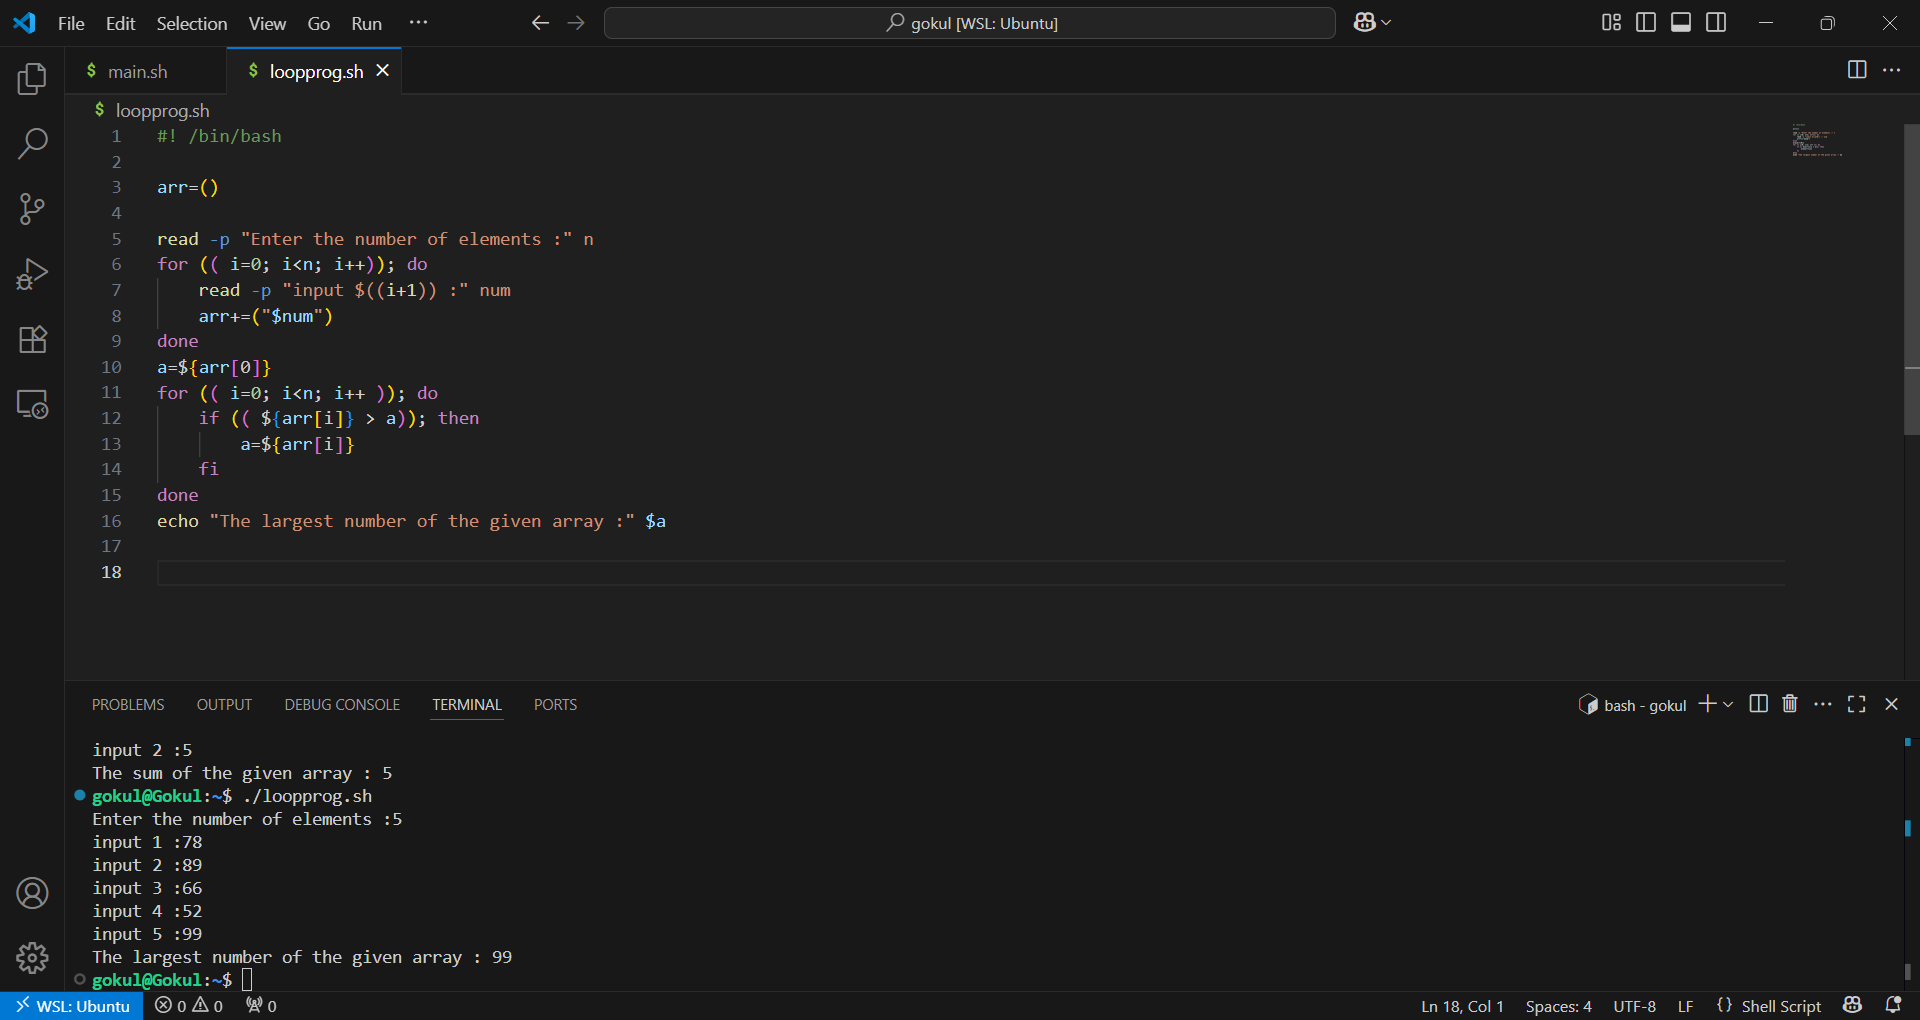 File Edit Selection View Go Run ···
gokul [WSL: Ubuntu]
$ main.sh
$ loopprog.sh
$ loopprog.sh
1 #! /bin/bash
2
3 arr=()
4
5 read -p "Enter the number of elements :" n
6 for (( i=0; i<n; i++)); do
7 read -p "input $((i+1)) :" num
8 arr+=("$num")
9 done
10 a=${arr[0]}
11 for (( i=0; i<n; i++ )); do
12 if (( ${arr[i]} > a)); then
13 a=${arr[i]}
14 fi
15 done
16 echo "The largest number of the given array :" $a
17
18
PROBLEMS OUTPUT DEBUG CONSOLE TERMINAL PORTS
bash - gokul
input 2 :5
The sum of the given array : 5
gokul@Gokul:~$ ./loopprog.sh
Enter the number of elements :5
input 1 :78
input 2 :89
input 3 :66
input 4 :52
input 5 :99
The largest number of the given array : 99
gokul@Gokul:~$
WSL: Ubuntu 0 0 0 Ln 18, Col 1 Spaces: 4 UTF-8 LF {} Shell Script